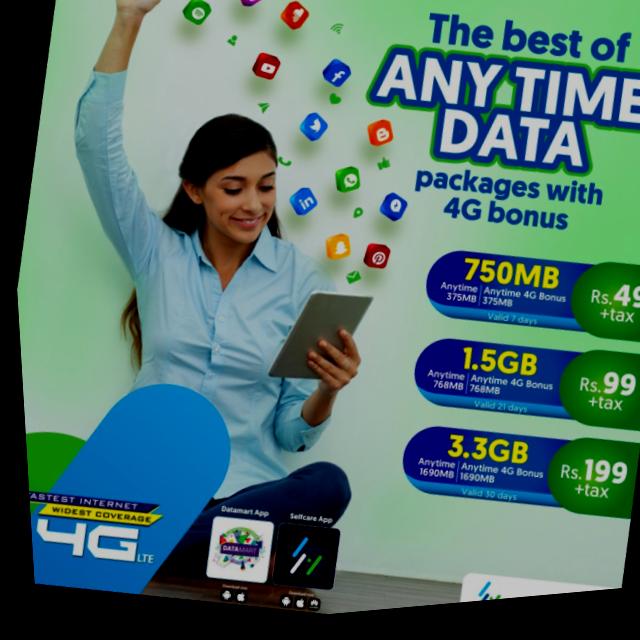 The best of
ANY TIME
DATA
packages with
4G bonus
750MB
Anytime | Anytime 4G Bonus
375MB | 375MB
Valid 7 days
Rs.49
+tax
1.5GB
Anytime | Anytime 4G Bonus
768MB | 768MB
Valid 21 days
Rs.99
+tax
3.3GB
Anytime | Anytime 4G Bonus
1690MB | 1690MB
Valid 30 days
Rs.199
+tax
FASTEST INTERNET
WIDEST COVERAGE
4G LTE
Datamart App
Selfcare App
DATAMART